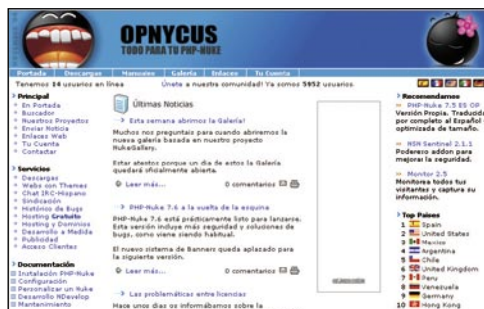 OPNYCUS
TODO PARA TU PHP-NUKE
Portada Descargas Manuales Galería Enlaces Tu Cuenta
Tenemos 14 usuarios en línea
Únete a nuestra comunidad! Ya somos 5952 usuarios
Principal
En Portada
Buscador
Nuestros Proyectos
Enviar Noticia
Enlaces Web
Tu Cuenta
Contactar
Servicios
Descargas
Webs con Themes
Chat IRC-Hispano
Sindicación
Histórico de Bugs
Hosting Gratuito
Hosting y Dominios
Desarrollo a Medida
Publicidad
Acceso Clientes
Documentación
Instalación PHP-Nuke
Configuración
Personalizar un Nuke
Desarrollo NDevelop
Mantenimiento
Últimas Noticias
Esta semana abrimos la Galería!
Muchos nos preguntais para cuando abriremos la
nueva galería basada en nuestro proyecto
NukeGallery.
Estar atentos porque un dia de estos la Galería
quedará oficialmente abierta.
Leer más... 0 comentarios
PHP-Nuke 7.6 a la vuelta de la esquina
PHP-Nuke 7.6 está prácticamente listo para lanzarse.
Esta versión incluye más seguridad y soluciones de
bugs, como viene siendo habitual.
El nuevo sistema de Banners queda aplazado para
la siguiente versión.
Leer más... 0 comentarios
Las problemáticas entre licencias
Hace unos dias os informábamos sobre la
Recomendamos
PHP-Nuke 7.5 ES OP
Versión Propia. Traducida
por completo al Español y
optimizada de tamaño.
NSN Sentinel 2.1.1
Poderozo addon para
mejorar la seguridad.
Monitor 2.5
Monitorea todos tus
visitantes y captura su
información.
Top Paises
1 Spain
2 United States
3 Mexico
4 Argentina
5 Chile
6 United Kingdom
7 Peru
8 Venezuela
9 Germany
10 Hong Kong